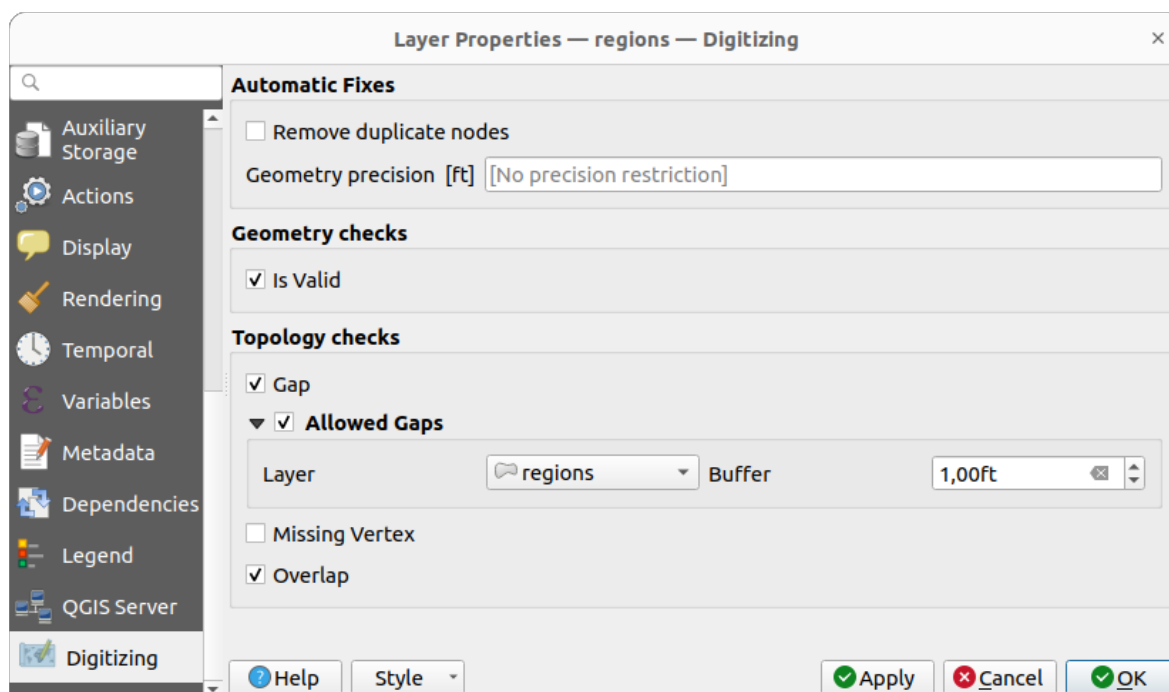 Layer Properties — regions — Digitizing
Auxiliary
Storage
Actions
Display
Rendering
Temporal
Variables
Metadata
Dependencies
Legend
QGIS Server
Digitizing
Automatic Fixes
Remove duplicate nodes
Geometry precision [ft] [No precision restriction]
Geometry checks
Is Valid
Topology checks
Gap
Allowed Gaps
Layer regions Buffer 1,00ft
Missing Vertex
Overlap
Help Style Apply Cancel OK